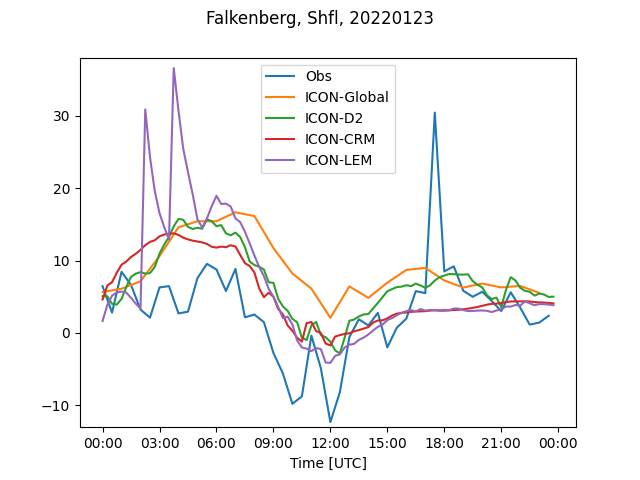 Falkenberg, Shfl, 20220123
Obs
ICON-Global
ICON-D2
ICON-CRM
ICON-LEM
30
20
10
0
−10
00:00 03:00 06:00 09:00 12:00 15:00 18:00 21:00 00:00
Time [UTC]